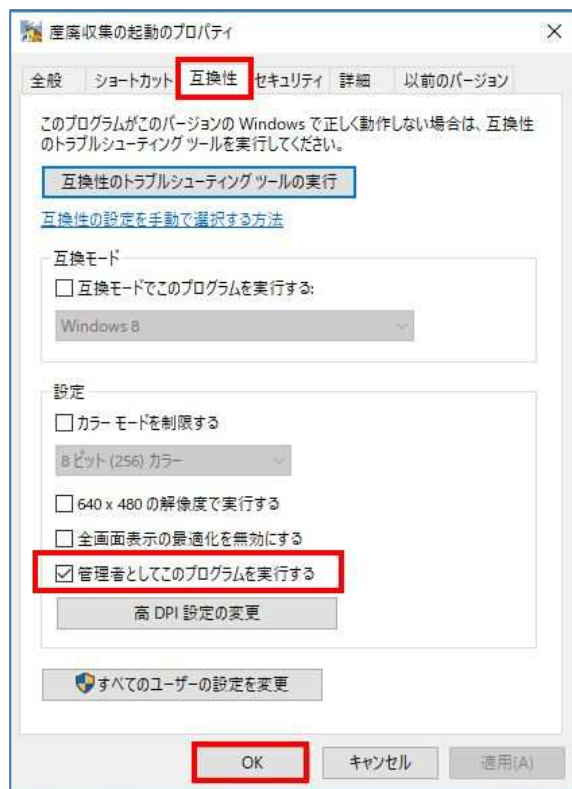 産廃収集の起動のプロパティ
全般 ショートカット 互換性 セキュリティ 詳細 以前のバージョン
このプログラムがこのバージョンの Windows で正しく動作しない場合は、互換性
のトラブルシューティング ツールを実行してください。
互換性のトラブルシューティング ツールの実行
互換性の設定を手動で選択する方法
互換モード
互換モードでこのプログラムを実行する:
Windows 8
設定
カラー モードを制限する
8 ビット (256) カラー
640 x 480 の解像度で実行する
全画面表示の最適化を無効にする
管理者としてこのプログラムを実行する
高 DPI 設定の変更
すべてのユーザーの設定を変更
OK キャンセル 適用(A)